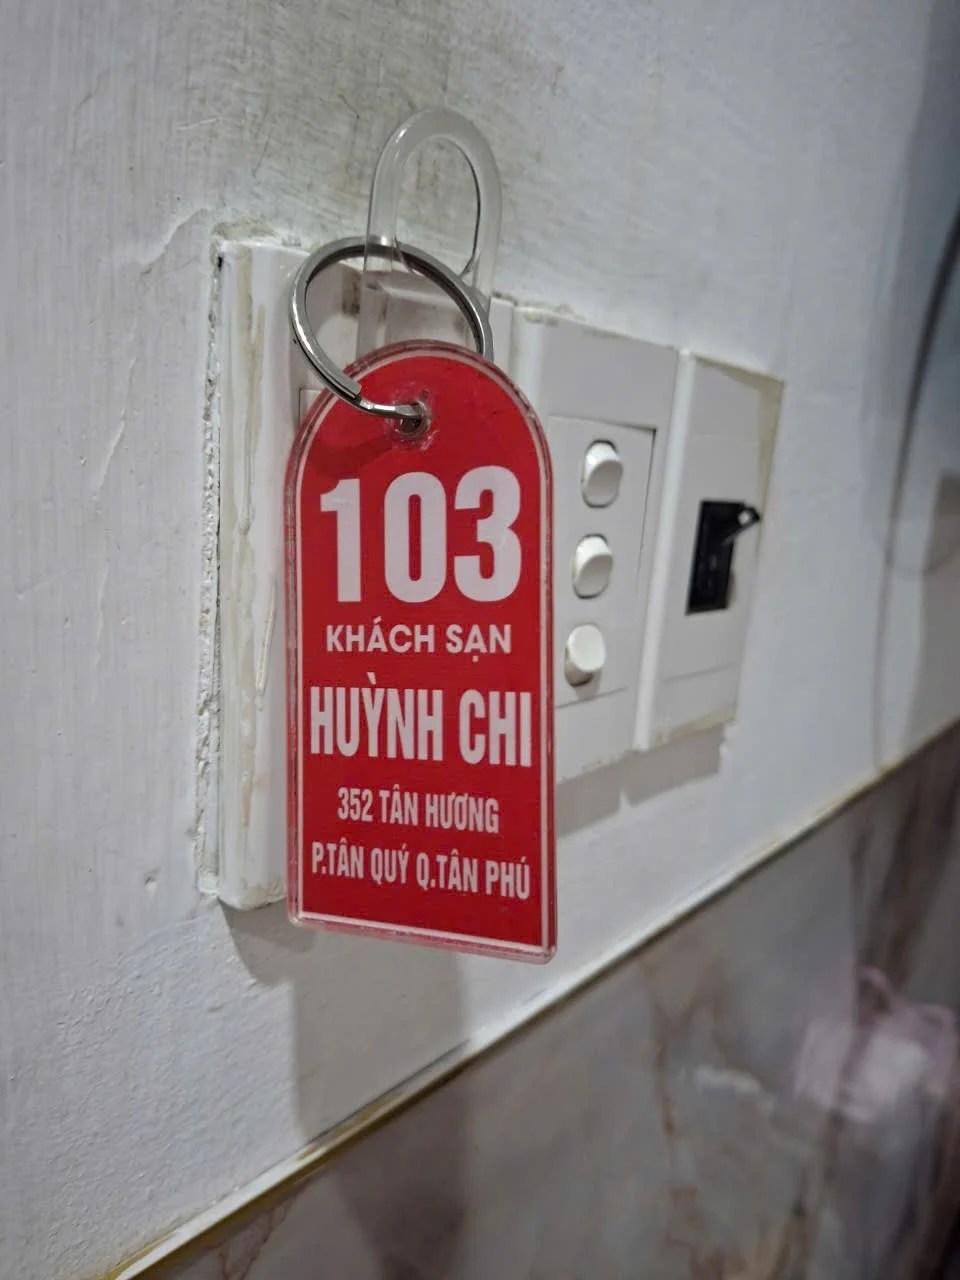 103
KHÁCH SẠN
HUỲNH CHI
352 TÂN HƯƠNG
P.TÂN QUÝ Q.TÂN PHÚ